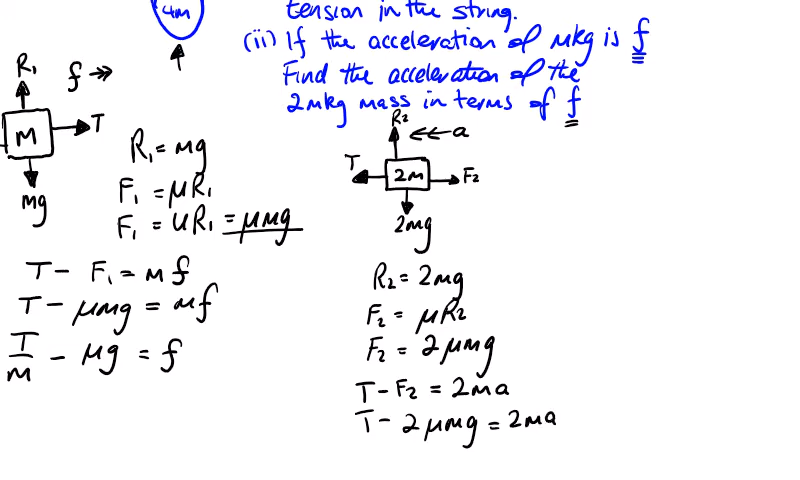 4m
tension in the string.
(ii) If the acceleration of mkg is f
Find the acceleration of the
2mkg mass in terms of f
R₁
f
M
T
mg
R₁ = mg
F₁ = μR₁
F₁ = UR₁ = μmg
T - F₁ = mf
T - μmg = mf
T/m - μg = f
R₂
a
T
2m
F₂
2mg
R₂ = 2mg
F₂ = μR₂
F₂ = 2μmg
T - F₂ = 2ma
T - 2μmg = 2ma